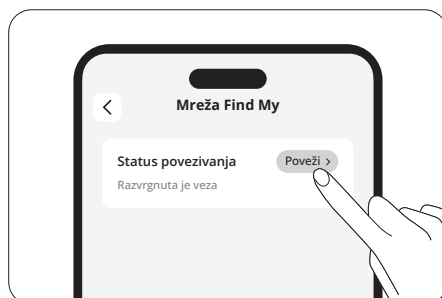 Mreža Find My
Status povezivanja
Poveži >
Razvrgnuta je veza